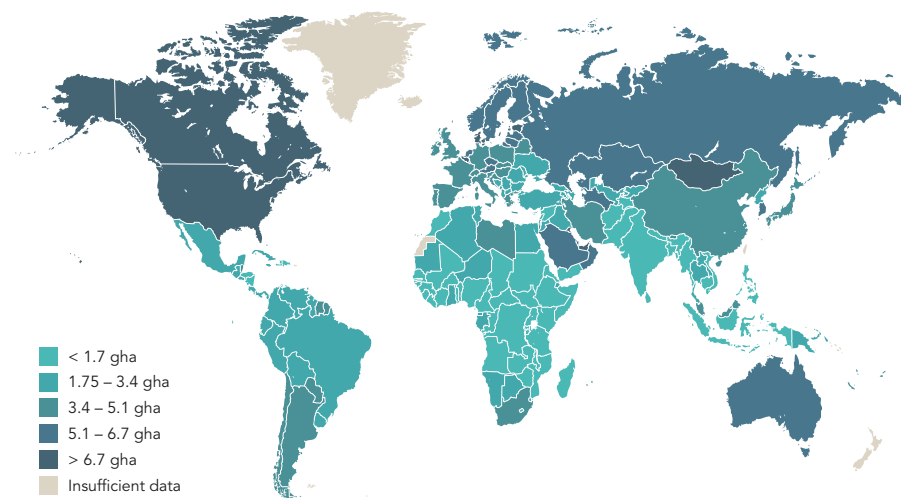 < 1.7 gha
1.75 – 3.4 gha
3.4 – 5.1 gha
5.1 – 6.7 gha
> 6.7 gha
Insufficient data